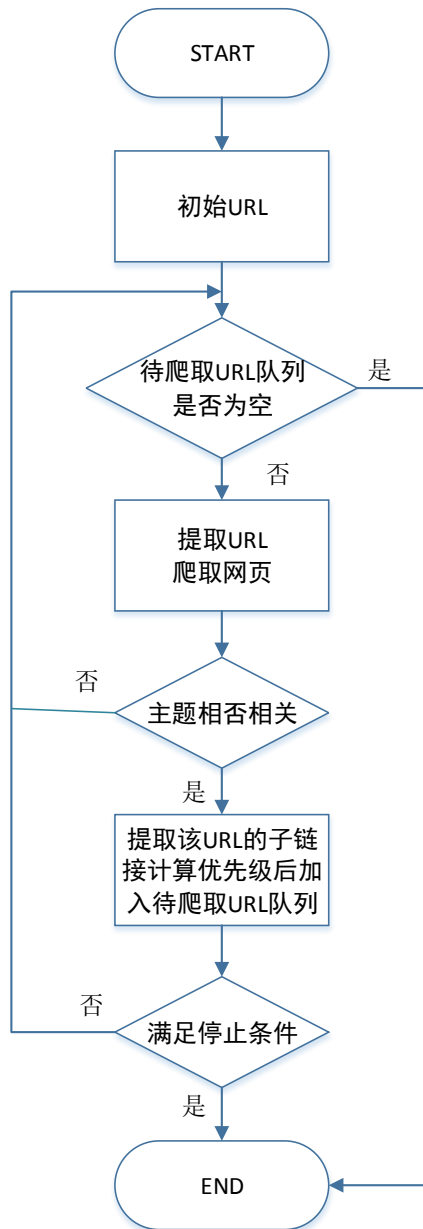 START
初始URL
待爬取URL队列
是否为空
是
否
提取URL
爬取网页
否
主题相否相关
是
提取该URL的子链
接计算优先级后加
入待爬取URL队列
否
满足停止条件
是
END